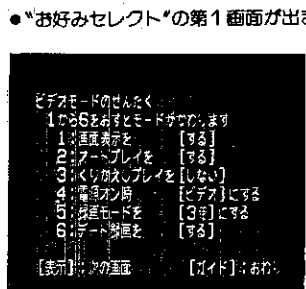 ●"お好みセレクト"の第1画面が出ま
ビデオモードのせんたく
1から6をおすとモードがかわります
1:画面表示を [する]
2:オートプレイを [する]
3:くりかえしプレイを[しない]
4:電源オン時 [ビデオ]にする
5:録画モードを [3倍]にする
6:デート録画を [する]
[表示]:次の画面 [ガイド]:おわり